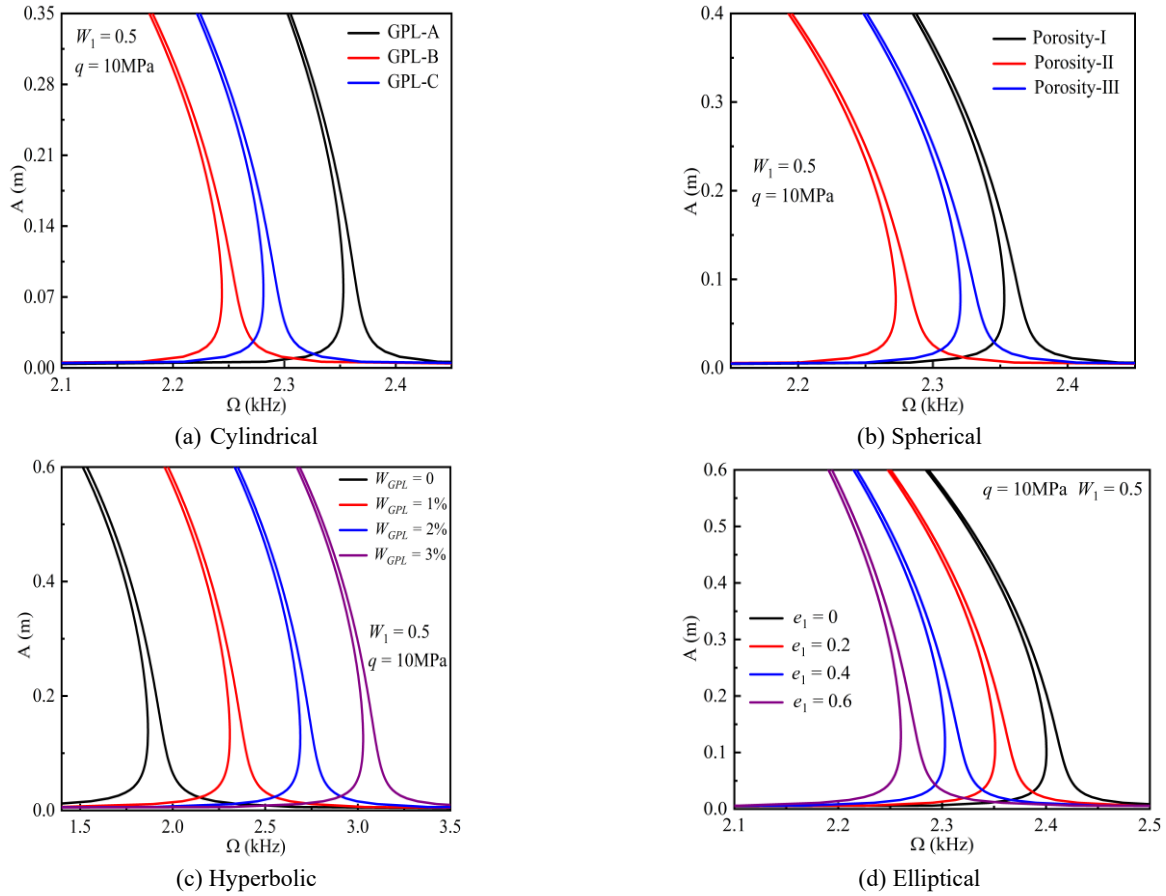 0.35
0.28
0.21
0.14
0.07
0.00
A (m)
W₁ = 0.5
q = 10MPa
GPL-A
GPL-B
GPL-C
2.1 2.2 2.3 2.4
Ω (kHz)
(a) Cylindrical
0.4
0.3
0.2
0.1
0.0
A (m)
Porosity-I
Porosity-II
Porosity-III
W₁ = 0.5
q = 10MPa
2.2 2.3 2.4
Ω (kHz)
(b) Spherical
0.6
0.4
0.2
0.0
A (m)
W_GPL = 0
W_GPL = 1%
W_GPL = 2%
W_GPL = 3%
W₁ = 0.5
q = 10MPa
1.5 2.0 2.5 3.0 3.5
Ω (kHz)
(c) Hyperbolic
0.6
0.5
0.4
0.3
0.2
0.1
0.0
A (m)
q = 10MPa W₁ = 0.5
e₁ = 0
e₁ = 0.2
e₁ = 0.4
e₁ = 0.6
2.1 2.2 2.3 2.4 2.5
Ω (kHz)
(d) Elliptical